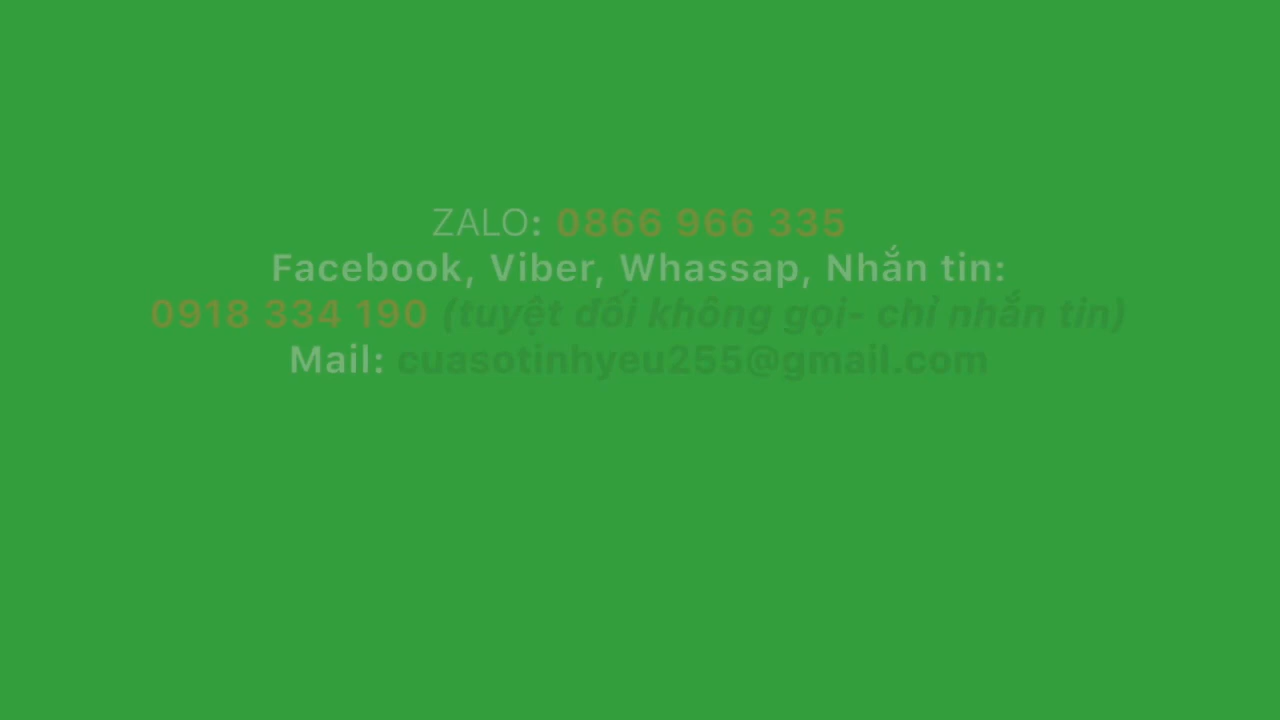 ZALO: 0866 966 335
Facebook, Viber, Whassap, Nhắn tin:
0918 334 190 (tuyệt đối không gọi- chỉ nhắn tin)
Mail: cuasotinhyeu255@gmail.com